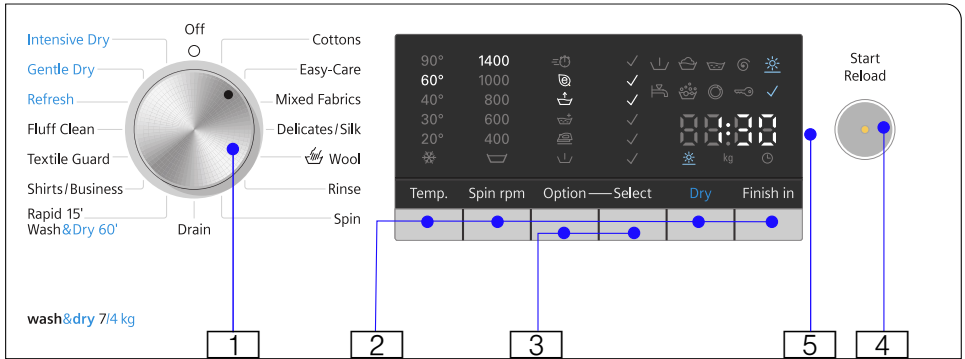 Off
Intensive Dry
Gentle Dry
Refresh
Fluff Clean
Textile Guard
Shirts/Business
Rapid 15'
Wash&Dry 60'
Drain
Cottons
Easy-Care
Mixed Fabrics
Delicates/Silk
Wool
Rinse
Spin
90° 1400
60° 1000
40° 800
30° 600
20° 400
1:30
kg
Temp. Spin rpm Option Select Dry Finish in
Start
Reload
wash&dry 7/4 kg
1 2 3 5 4